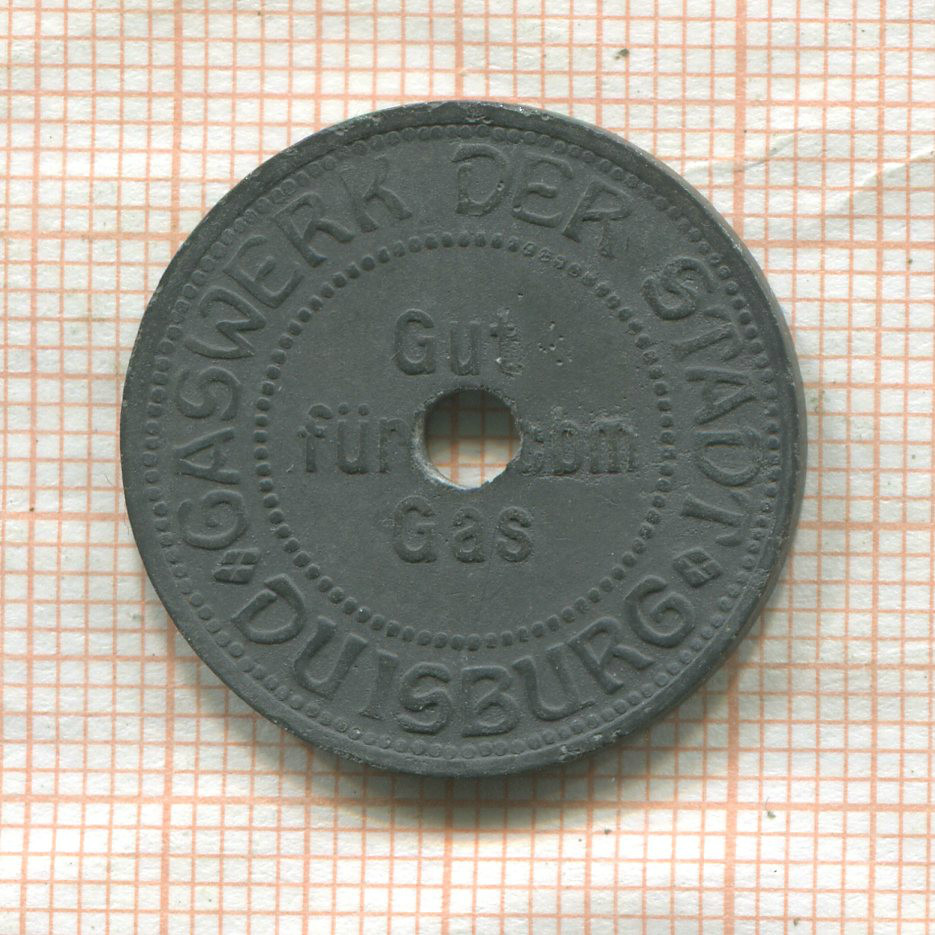 GASWERK DER STADT
DUISBURG
Gut
für cbm
Gas